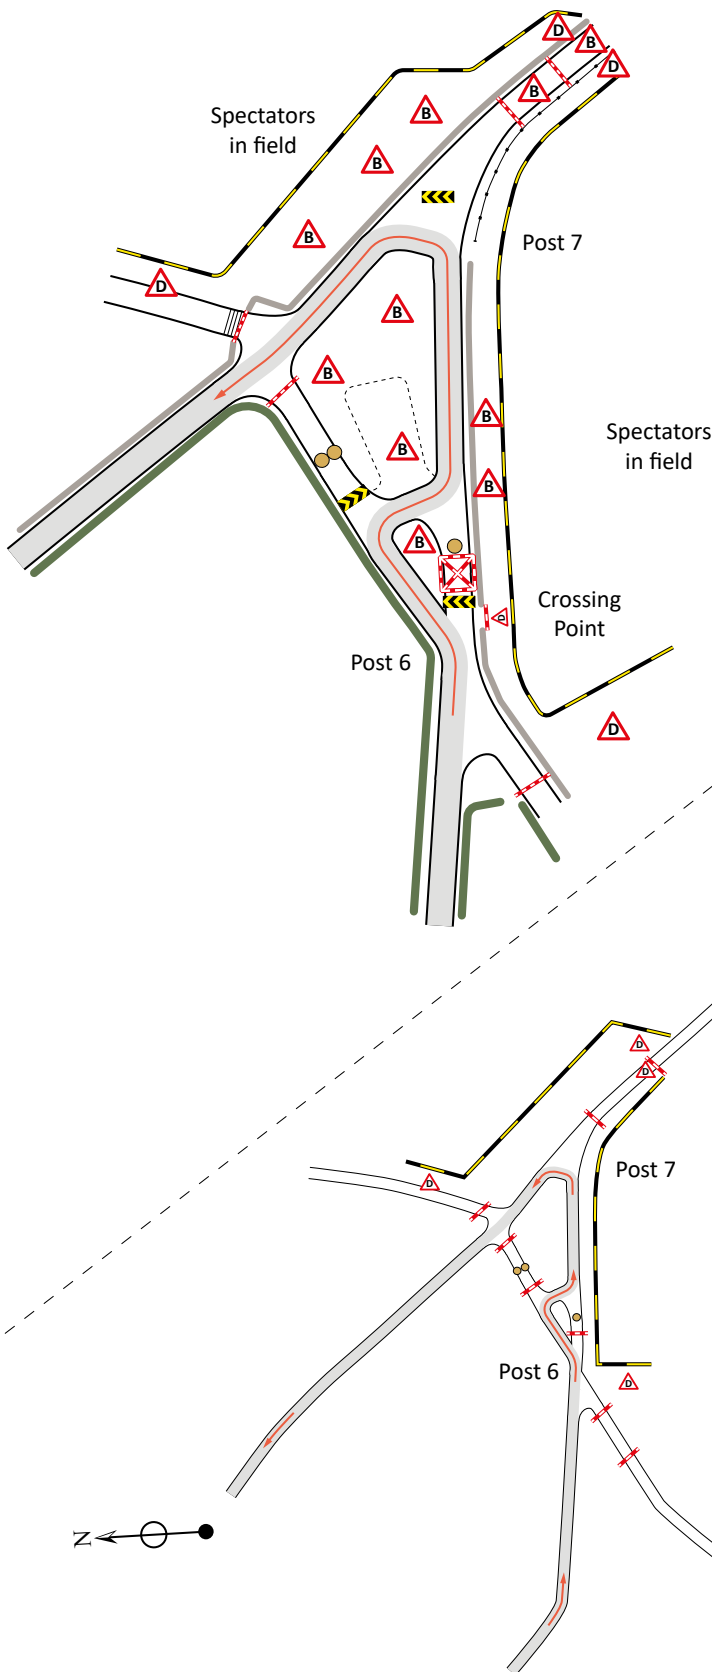 D
B
D
B
B
Spectators
in field
B
B
Post 7
D
B
B
B
Spectators
in field
B
B
B
D
Crossing
Point
Post 6
D
D
D
Post 7
D
Post 6
D
N